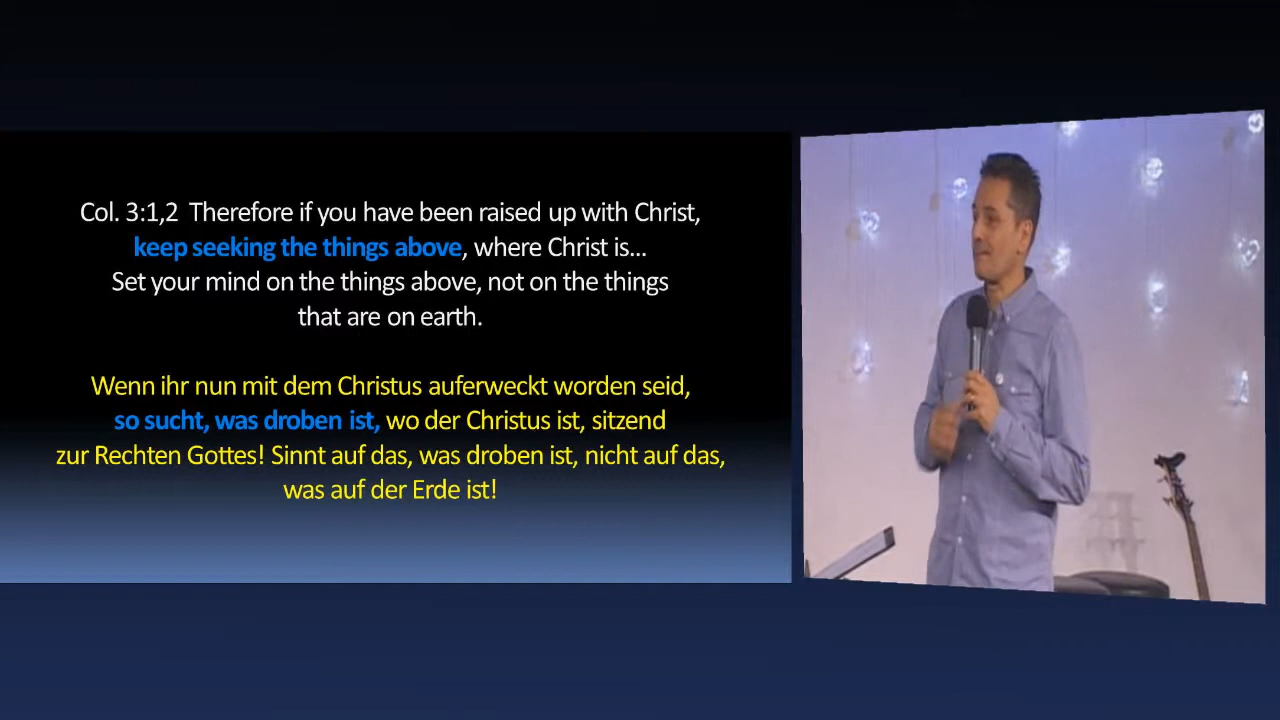 Col. 3:1,2 Therefore if you have been raised up with Christ,
keep seeking the things above, where Christ is...
Set your mind on the things above, not on the things
that are on earth.
Wenn ihr nun mit dem Christus auferweckt worden seid,
so sucht, was droben ist, wo der Christus ist, sitzend
zur Rechten Gottes! Sinnt auf das, was droben ist, nicht auf das,
was auf der Erde ist!